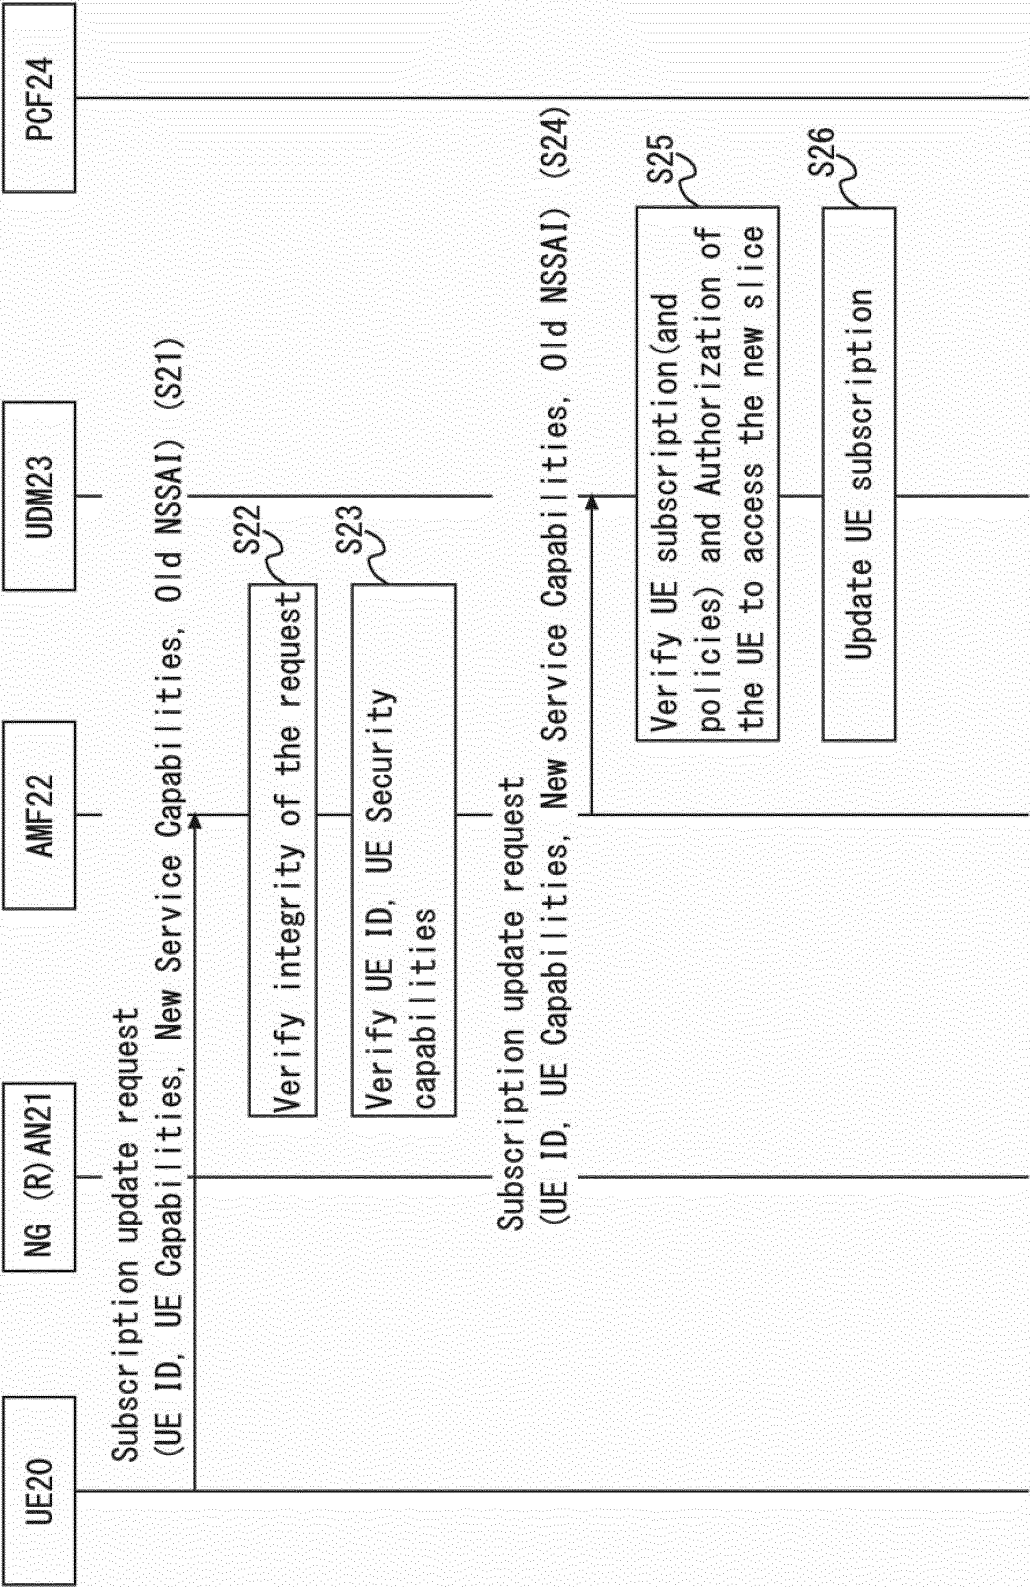 UE20
NG (R)AN21
AMF22
UDM23
PCF24
Subscription update request
(UE ID, UE Capabilities, New Service Capabilities, Old NSSAI) (S21)
S22
Verify integrity of the request
S23
Verify UE ID, UE Security
capabilities
Subscription update request
(UE ID, UE Capabilities, New Service Capabilities, Old NSSAI) (S24)
S25
Verify UE subscription(and
policies) and Authorization of
the UE to access the new slice
S26
Update UE subscription